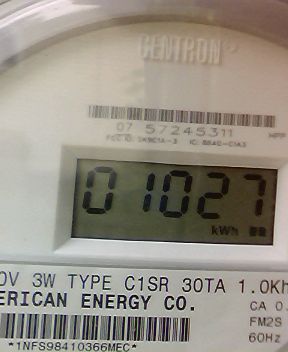 CENTRON
07 57245311
01027
kWh
0V 3W TYPE C1SR 30TA 1.0Kh
ERICAN ENERGY CO.
CA 0.
FM2S
60Hz
*1NFS98410366MEC*